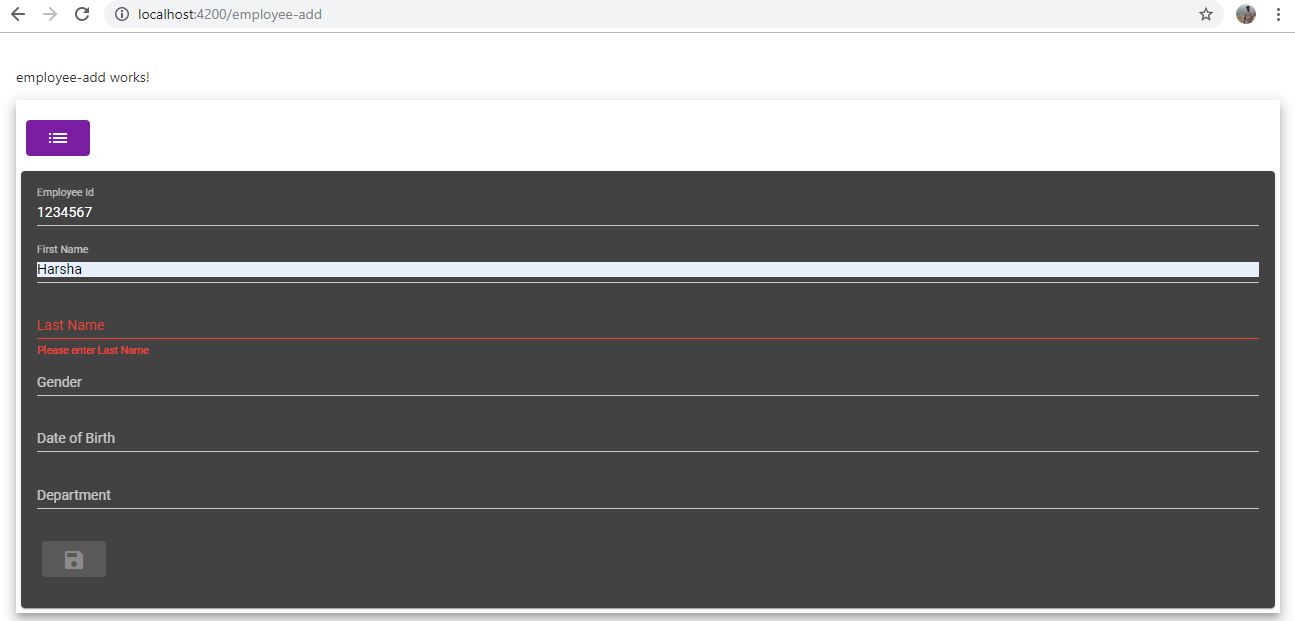 localhost:4200/employee-add
employee-add works!
Employee Id
1234567
First Name
Harsha
Last Name
Please enter Last Name
Gender
Date of Birth
Department